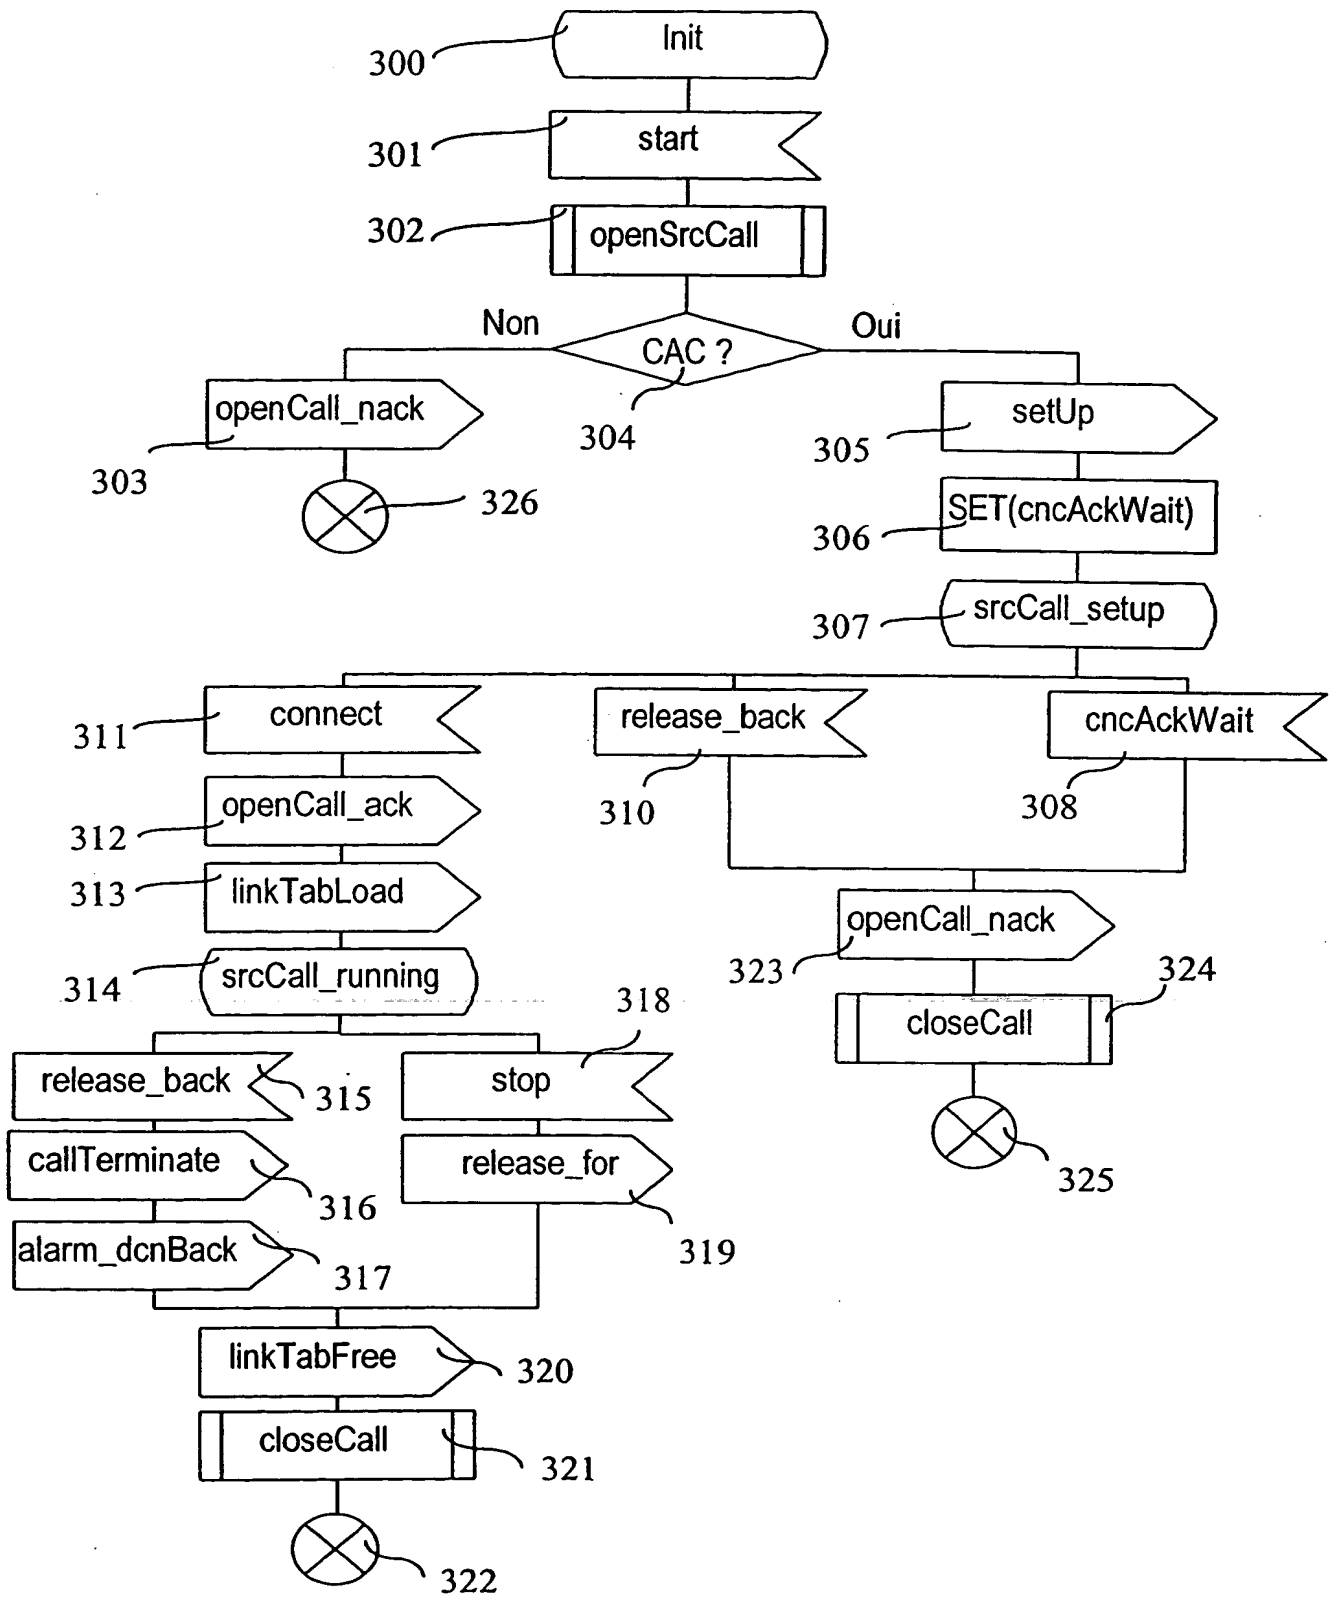 Init
300
start
301
openSrcCall
302
Non
Oui
CAC ?
304
openCall_nack
303
326
setUp
305
SET(cncAckWait)
306
srcCall_setup
307
connect
311
release_back
310
cncAckWait
308
openCall_ack
312
linkTabLoad
313
openCall_nack
323
srcCall_running
314
closeCall
324
325
release_back
315
stop
318
callTerminate
316
release_for
319
alarm_dcnBack
317
linkTabFree
320
closeCall
321
322